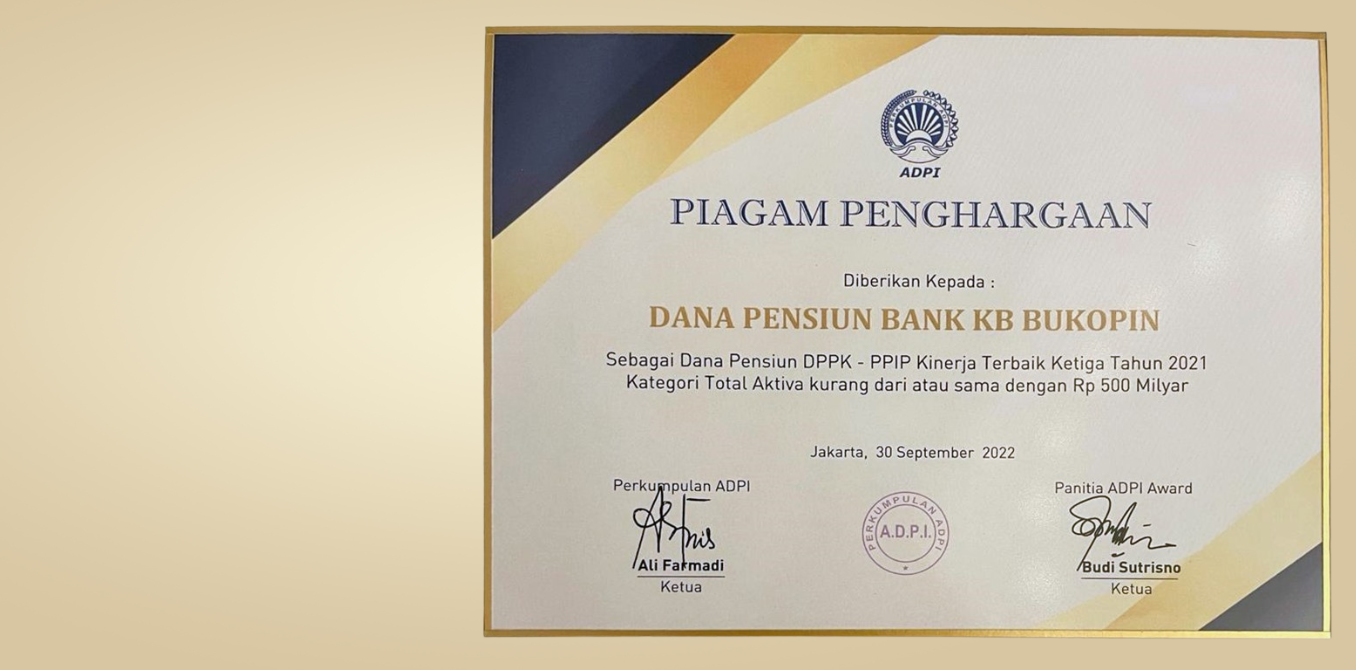 PERKUMPULAN ADPI
ADPI
PIAGAM PENGHARGAAN
Diberikan Kepada :
DANA PENSIUN BANK KB BUKOPIN
Sebagai Dana Pensiun DPPK - PPIP Kinerja Terbaik Ketiga Tahun 2021
Kategori Total Aktiva kurang dari atau sama dengan Rp 500 Milyar
Jakarta, 30 September 2022
Perkumpulan ADPI
Panitia ADPI Award
PERKUMPULAN ADPI
A.D.P.I.
Ali Farmadi
Budi Sutrisno
Ketua
Ketua